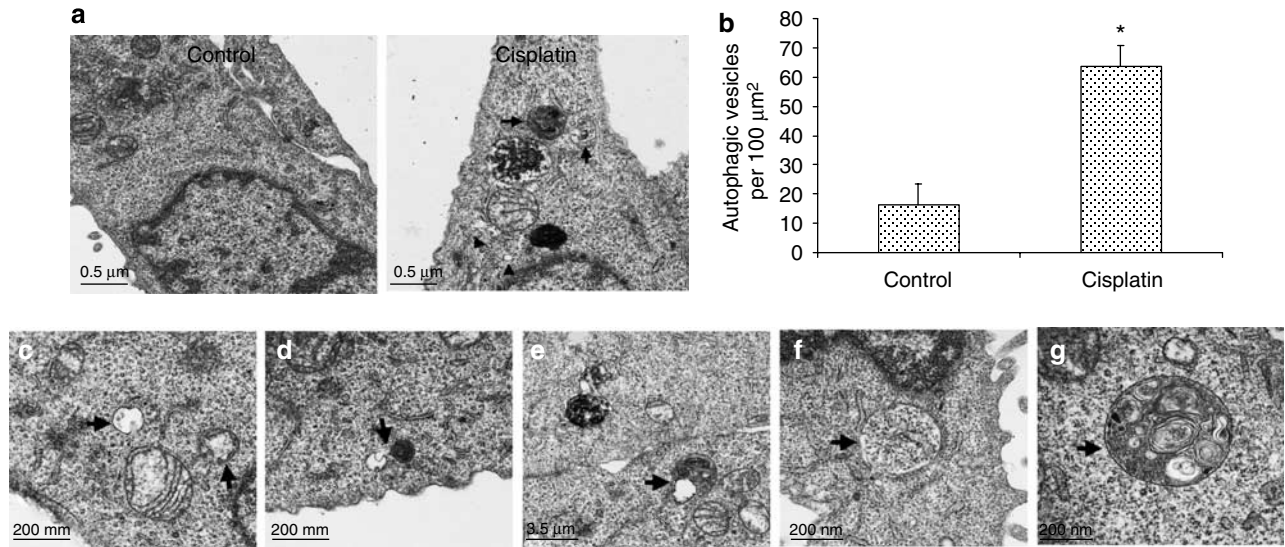 a
Control
0.5 μm
Cisplatin
0.5 μm
b
Autophagic vesicles
per 100 μm²
80
70
60
50
40
30
20
10
0
*
Control
Cisplatin
c
200 mm
d
200 mm
e
3.5 μm
f
200 nm
g
200 nm